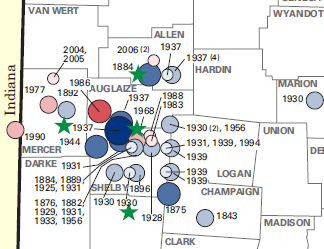 VAN WERT
WYANDOT
ALLEN
2004,
2005
2006 (2)
1937
1884
1937 (4)
HARDIN
1977
1892
1986
AUGLAIZE
1937
1968
1988
1983
MARION
1930
Indiana
1990
1937
1944
MERCER
1930 (2), 1956
UNION
1931, 1939, 1994
DARKE
1931
1939
LOGAN
1884, 1889,
1925, 1931
SHELBY
1939
1939
CHAMPAIGN
1876, 1882,
1929, 1931,
1933, 1956
1930
1930
1896
1928
1875
1843
MADISON
CLARK